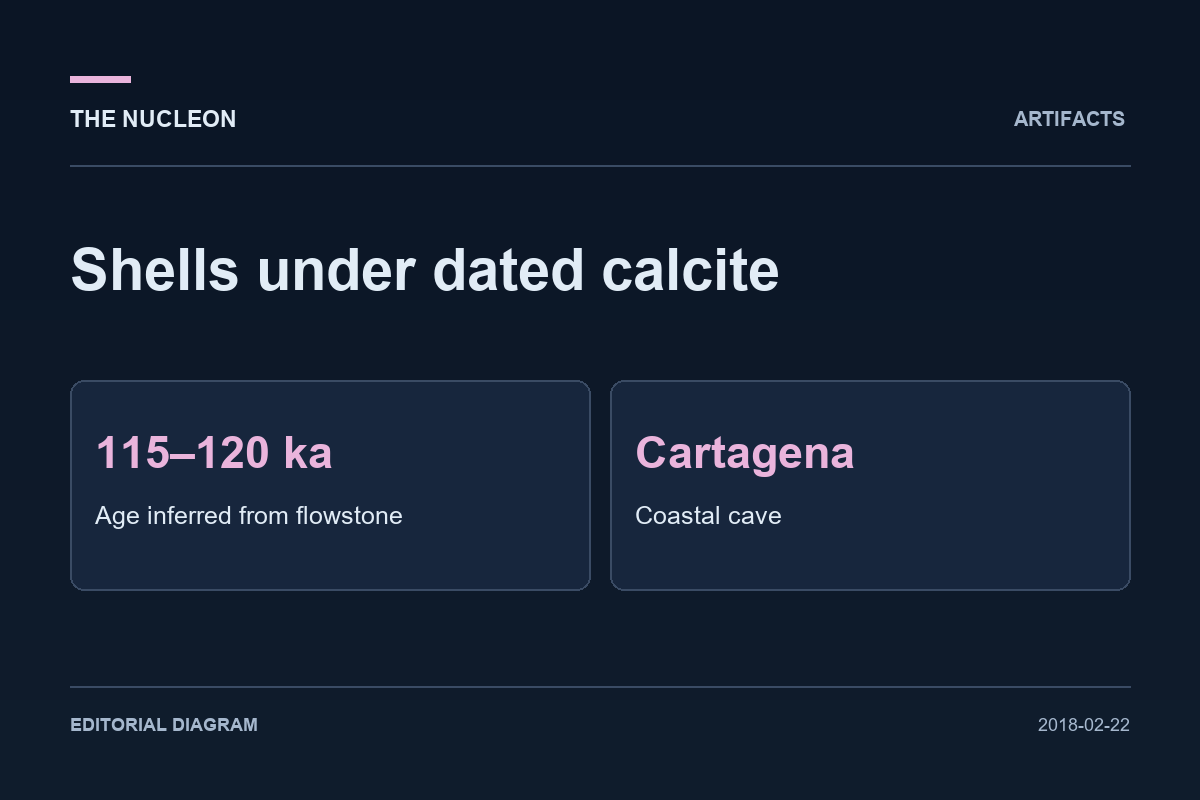 THE NUCLEON
ARTIFACTS
Shells under dated calcite
115–120 ka
Age inferred from flowstone
Cartagena
Coastal cave
EDITORIAL DIAGRAM
2018-02-22